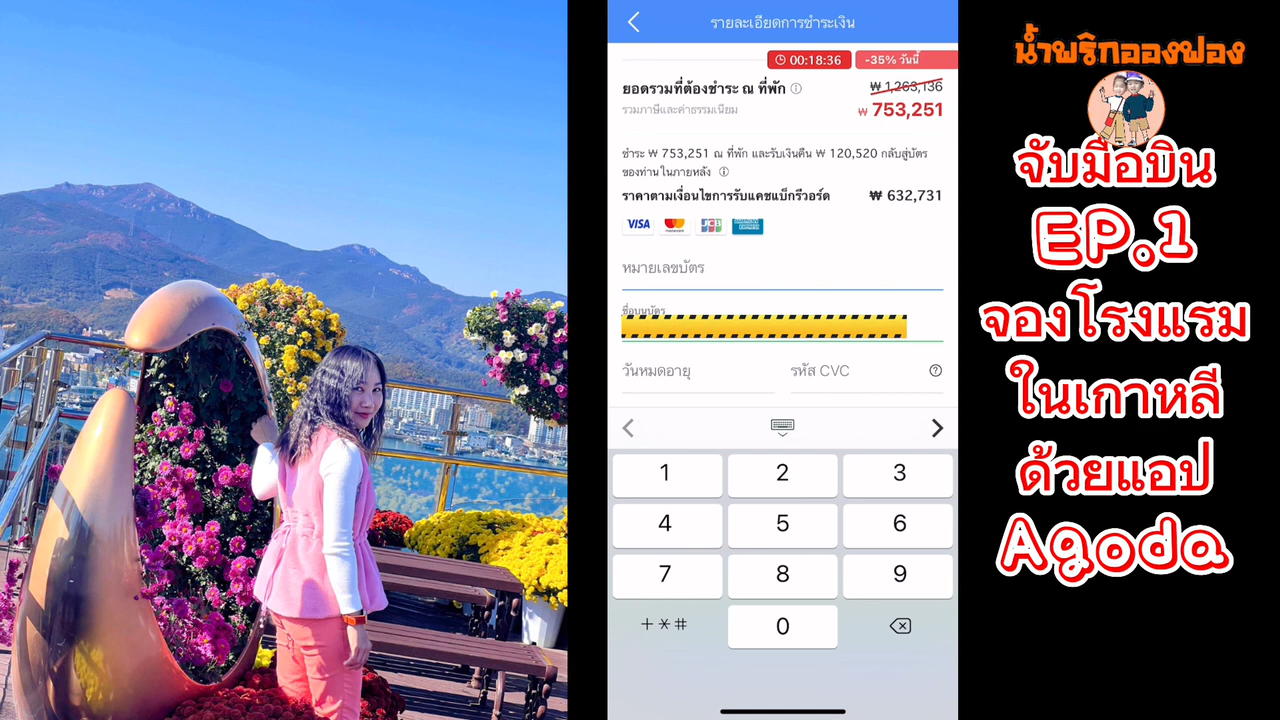 รายละเอียดการชำระเงิน
00:18:36
-35% วันนี้
ยอดรวมที่ต้องชำระ ณ ที่พัก
₩ 1,263,136
รวมภาษีและค่าธรรมเนียม
₩ 753,251
ชำระ ₩ 753,251 ณ ที่พัก และรับเงินคืน ₩ 120,520 กลับสู่บัตร
ของท่านในภายหลัง
ราคาตามเงื่อนไขการรับแคชแบ็กรีวอร์ด
₩ 632,731
VISA
JCB
หมายเลขบัตร
ชื่อบนบัตร
วันหมดอายุ
รหัส CVC
1
2
3
4
5
6
7
8
9
+*#
0
น้ำพริกอองฟอง
จับมือบิน
EP.1
จองโรงแรม
ในเกาหลี
ด้วยแอป
Agoda